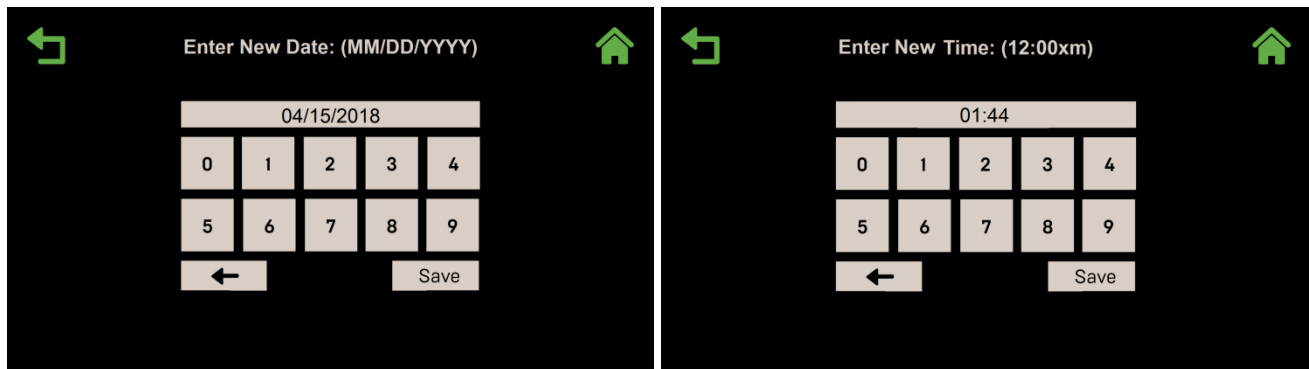 Enter New Date: (MM/DD/YYYY)
04/15/2018
0 1 2 3 4
5 6 7 8 9
Save
Enter New Time: (12:00xm)
01:44
0 1 2 3 4
5 6 7 8 9
Save